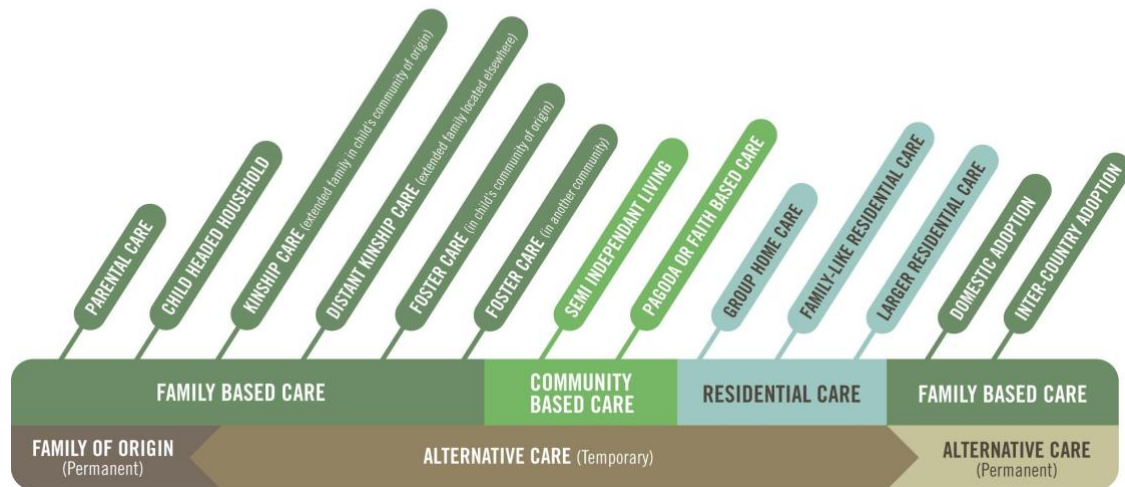 PARENTAL CARE
CHILD HEADED HOUSEHOLD
KINSHIP CARE (extended family in child's community of origin)
DISTANT KINSHIP CARE (extended family located elsewhere)
FOSTER CARE (in child's community of origin)
FOSTER CARE (in another community)
SEMI INDEPENDANT LIVING
PAGODA OR FAITH BASED CARE
GROUP HOME CARE
FAMILY-LIKE RESIDENTIAL CARE
LARGER RESIDENTIAL CARE
DOMESTIC ADOPTION
INTER-COUNTRY ADOPTION
FAMILY BASED CARE
COMMUNITY
BASED CARE
RESIDENTIAL CARE
FAMILY BASED CARE
FAMILY OF ORIGIN
(Permanent)
ALTERNATIVE CARE (Temporary)
ALTERNATIVE CARE
(Permanent)